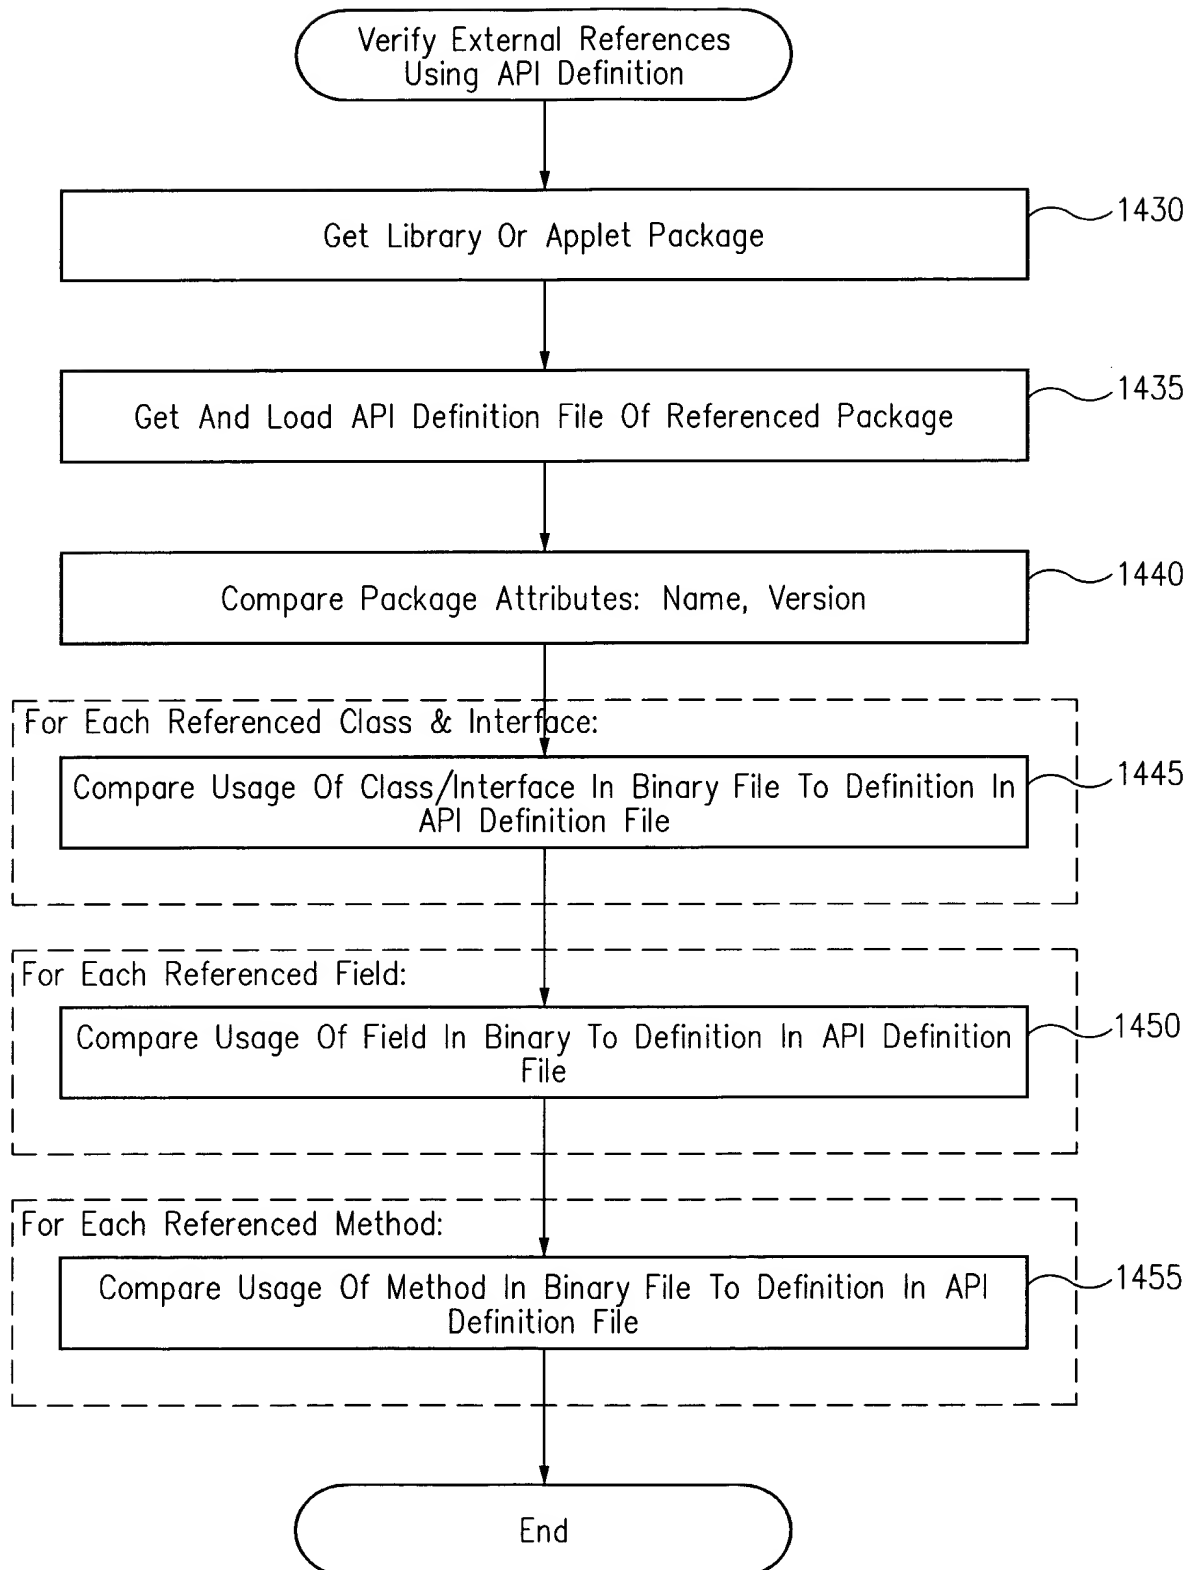 Verify External References
Using API Definition
Get Library Or Applet Package
1430
Get And Load API Definition File Of Referenced Package
1435
Compare Package Attributes: Name, Version
1440
For Each Referenced Class & Interface:
Compare Usage Of Class/Interface In Binary File To Definition In
API Definition File
1445
For Each Referenced Field:
Compare Usage Of Field In Binary To Definition In API Definition
File
1450
For Each Referenced Method:
Compare Usage Of Method In Binary File To Definition In API
Definition File
1455
End